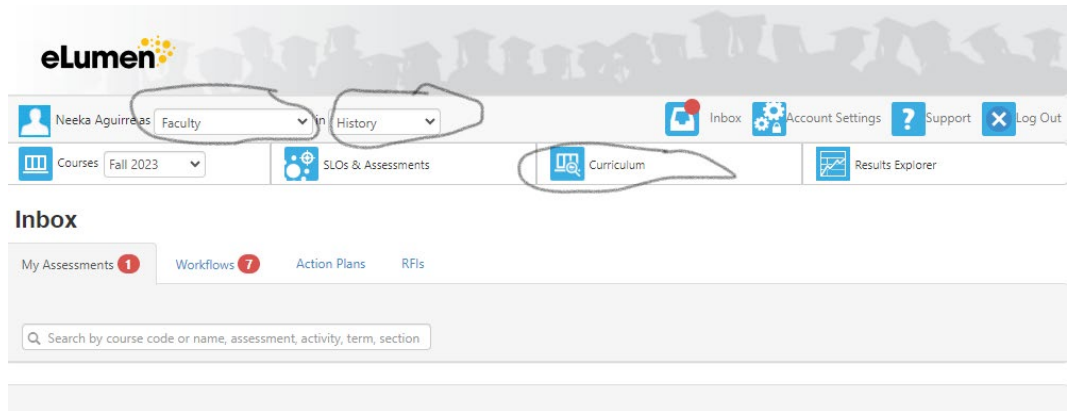 eLumen
Neeka Aguirre as Faculty in History Inbox Account Settings ? Support Log Out
Courses Fall 2023 SLOs & Assessments Curriculum Results Explorer
Inbox
My Assessments 1 Workflows 7 Action Plans RFIs
Search by course code or name, assessment, activity, term, section